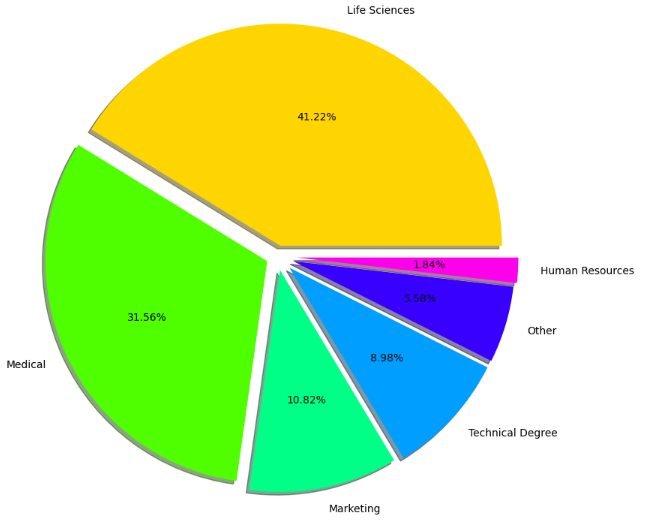 Life Sciences
41.22%
1.84%
Human Resources
5.58%
31.56%
Other
8.98%
Medical
10.82%
Technical Degree
Marketing